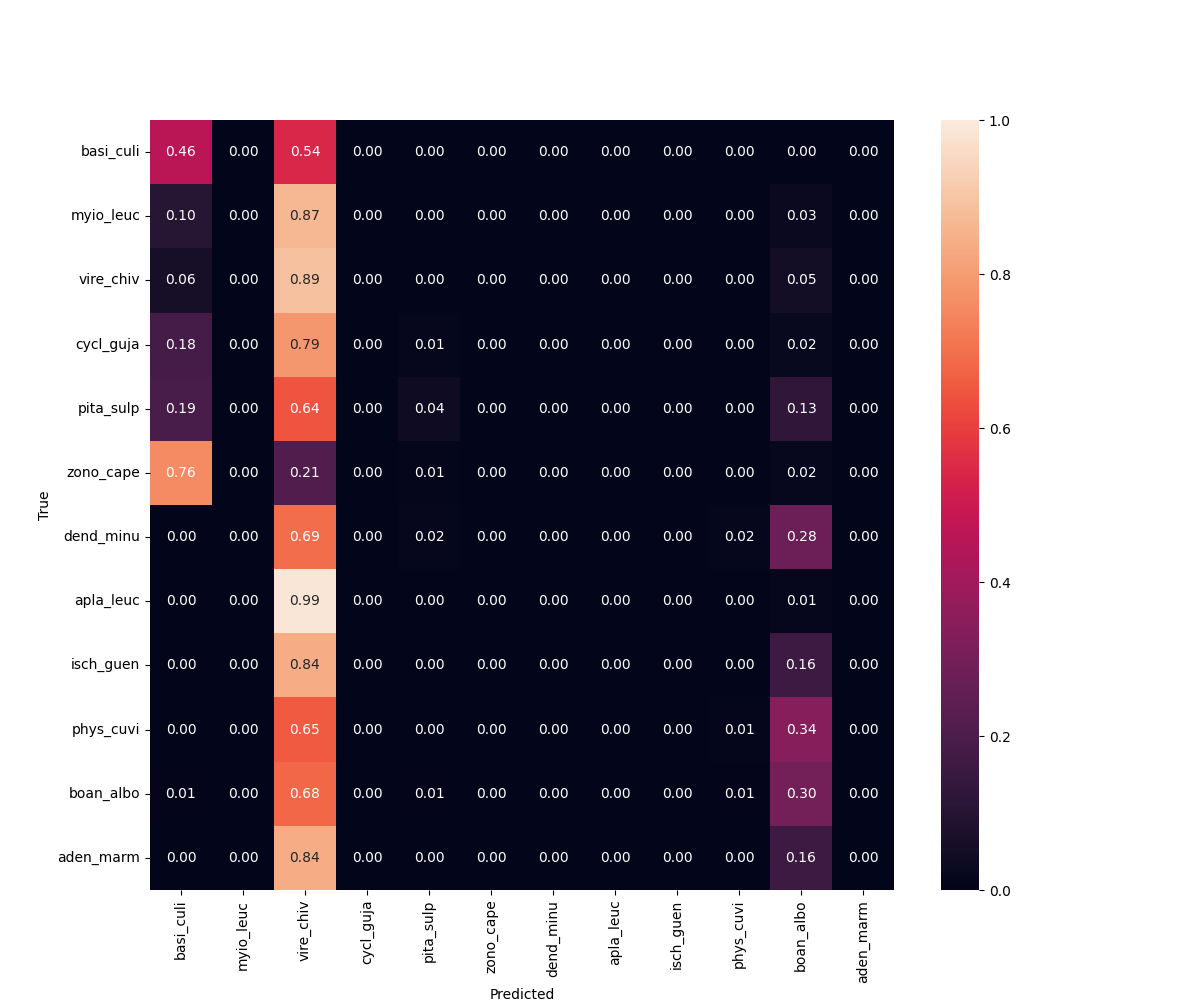 basi_culi 0.46 0.00 0.54 0.00 0.00 0.00 0.00 0.00 0.00 0.00 0.00 0.00
myio_leuc 0.10 0.00 0.87 0.00 0.00 0.00 0.00 0.00 0.00 0.00 0.03 0.00
vire_chiv 0.06 0.00 0.89 0.00 0.00 0.00 0.00 0.00 0.00 0.00 0.05 0.00
cycl_guja 0.18 0.00 0.79 0.00 0.01 0.00 0.00 0.00 0.00 0.00 0.02 0.00
pita_sulp 0.19 0.00 0.64 0.00 0.04 0.00 0.00 0.00 0.00 0.00 0.13 0.00
zono_cape 0.76 0.00 0.21 0.00 0.01 0.00 0.00 0.00 0.00 0.00 0.02 0.00
dend_minu 0.00 0.00 0.69 0.00 0.02 0.00 0.00 0.00 0.00 0.02 0.28 0.00
apla_leuc 0.00 0.00 0.99 0.00 0.00 0.00 0.00 0.00 0.00 0.00 0.01 0.00
isch_guen 0.00 0.00 0.84 0.00 0.00 0.00 0.00 0.00 0.00 0.00 0.16 0.00
phys_cuvi 0.00 0.00 0.65 0.00 0.00 0.00 0.00 0.00 0.00 0.01 0.34 0.00
boan_albo 0.01 0.00 0.68 0.00 0.01 0.00 0.00 0.00 0.00 0.01 0.30 0.00
aden_marm 0.00 0.00 0.84 0.00 0.00 0.00 0.00 0.00 0.00 0.00 0.16 0.00
basi_culi myio_leuc vire_chiv cycl_guja pita_sulp zono_cape dend_minu apla_leuc isch_guen phys_cuvi boan_albo aden_marm
Predicted
True
1.0
0.8
0.6
0.4
0.2
0.0